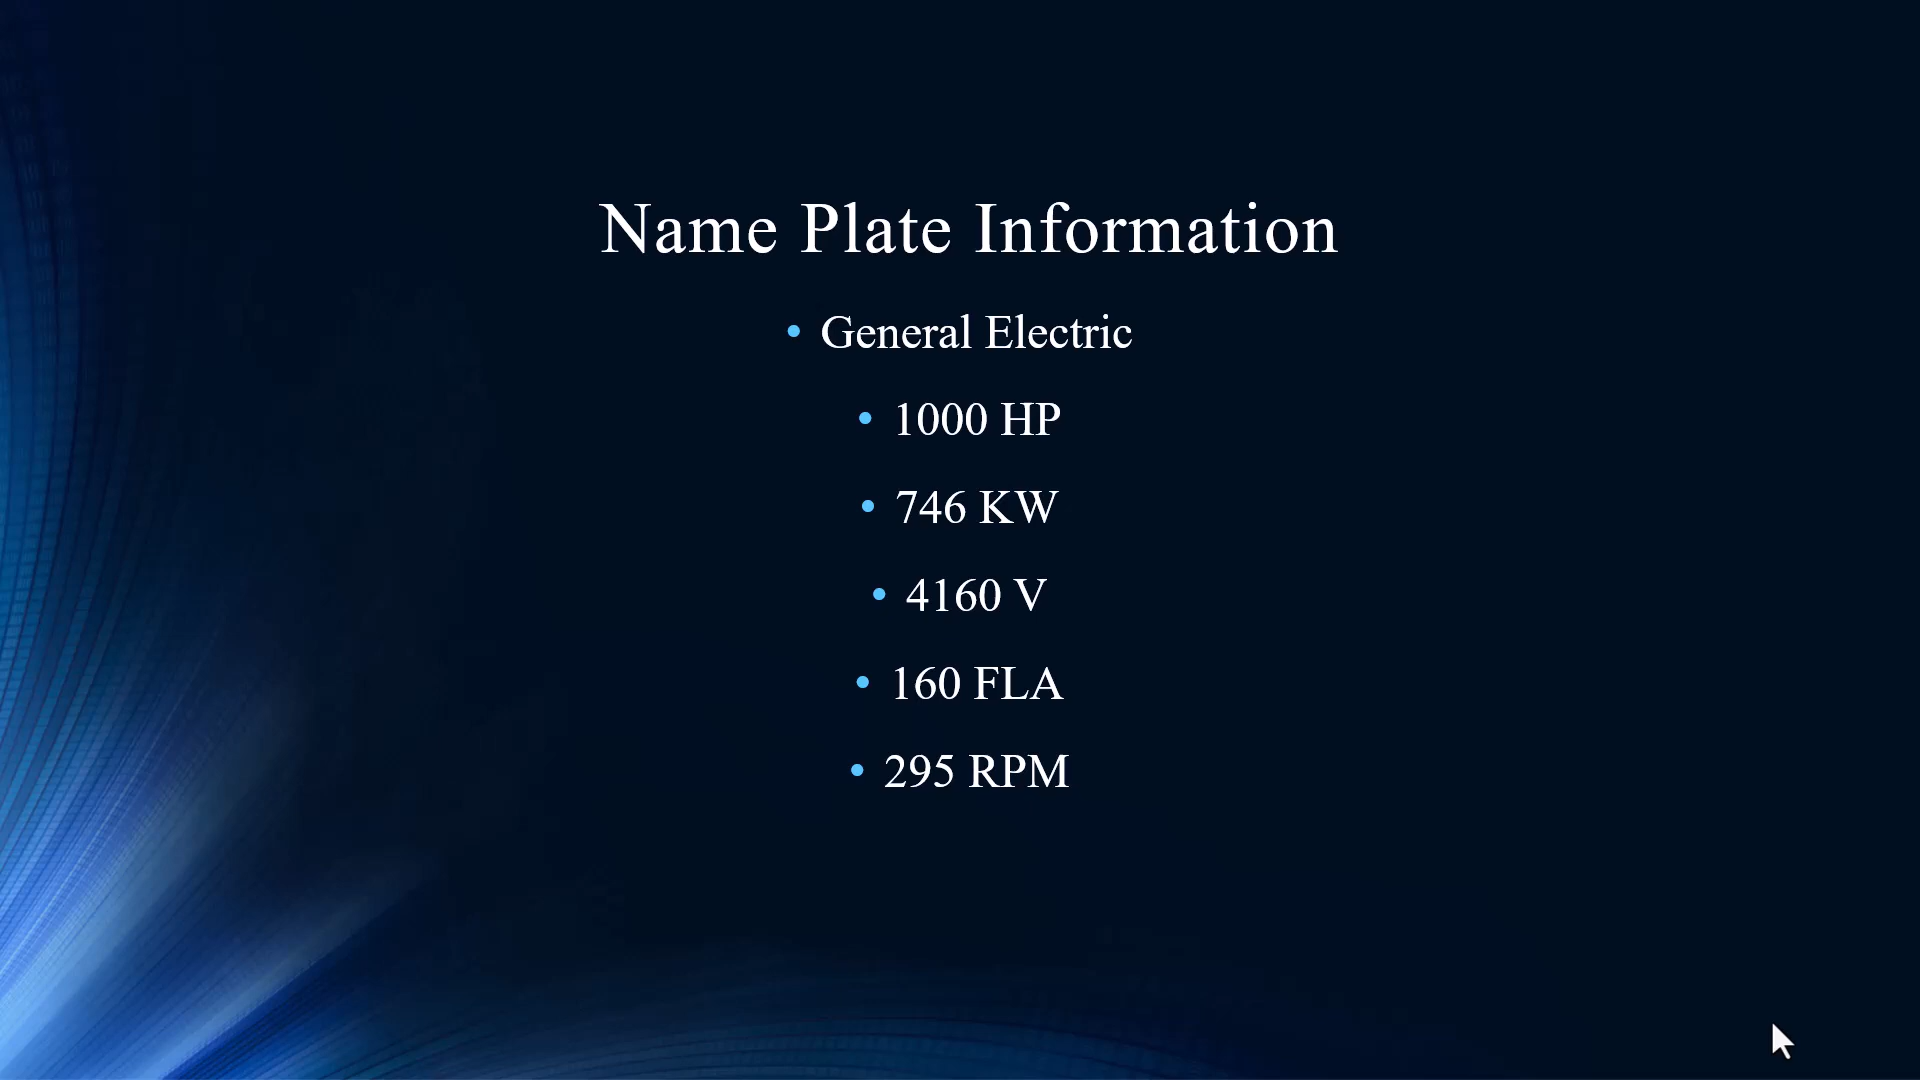 Name Plate Information
• General Electric
• 1000 HP
• 746 KW
• 4160 V
• 160 FLA
• 295 RPM